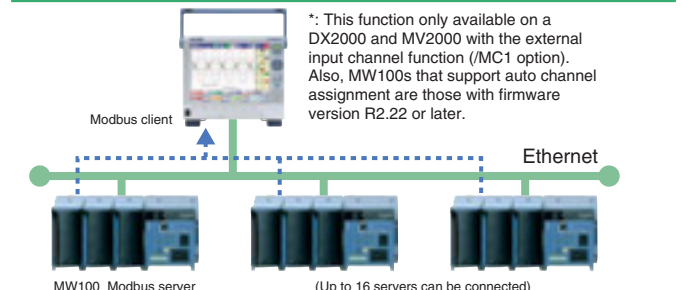 *: This function only available on a
DX2000 and MV2000 with the external
input channel function (/MC1 option).
Also, MW100s that support auto channel
assignment are those with firmware
version R2.22 or later.
Modbus client
Ethernet
MW100 Modbus server
(Up to 16 servers can be connected)